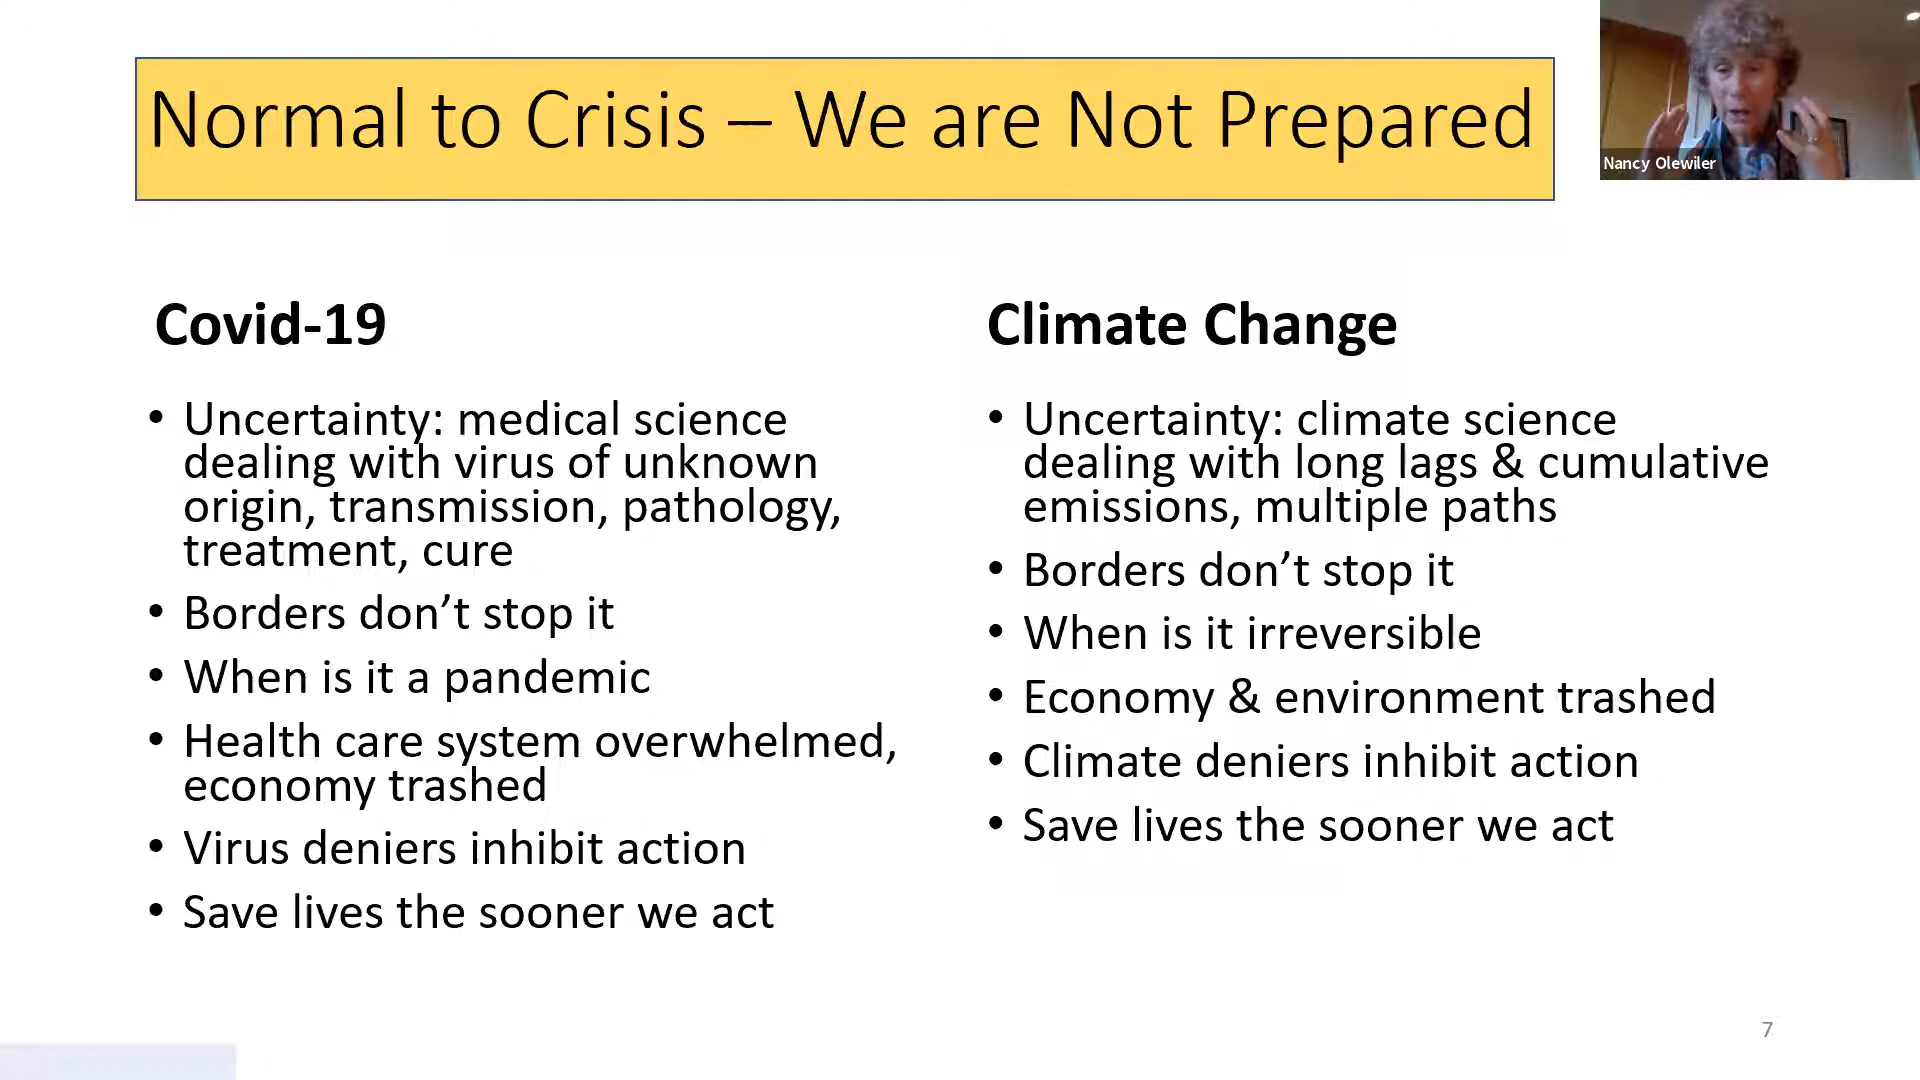 Normal to Crisis – We are Not Prepared
Nancy Olewiler
Covid-19
• Uncertainty: medical science
dealing with virus of unknown
origin, transmission, pathology,
treatment, cure
• Borders don’t stop it
• When is it a pandemic
• Health care system overwhelmed,
economy trashed
• Virus deniers inhibit action
• Save lives the sooner we act
Climate Change
• Uncertainty: climate science
dealing with long lags & cumulative
emissions, multiple paths
• Borders don’t stop it
• When is it irreversible
• Economy & environment trashed
• Climate deniers inhibit action
• Save lives the sooner we act
7